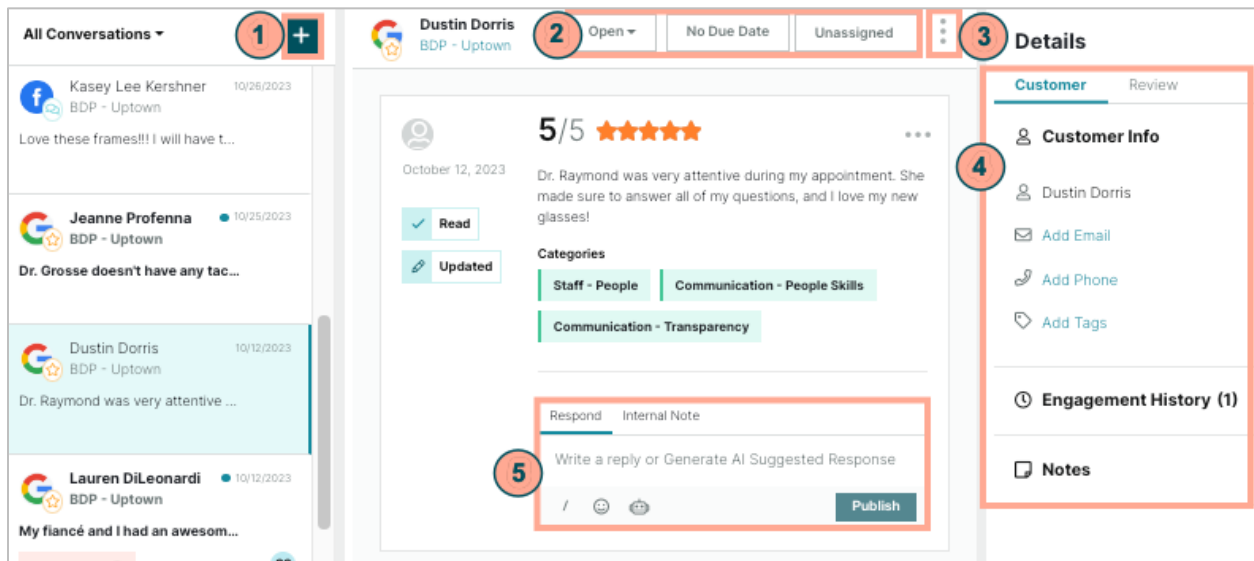 All Conversations
1
+
Kasey Lee Kershner 10/26/2023
BDP - Uptown
Love these frames!!! I will have t...
Jeanne Profenna 10/25/2023
BDP - Uptown
Dr. Grosse doesn't have any tac...
Dustin Dorris 10/12/2023
BDP - Uptown
Dr. Raymond was very attentive ...
Lauren DiLeonardi 10/12/2023
BDP - Uptown
My fiancé and I had an awesom...
Dustin Dorris
BDP - Uptown
2
Open
No Due Date
Unassigned
3
October 12, 2023
Read
Updated
5/5
Dr. Raymond was very attentive during my appointment. She
made sure to answer all of my questions, and I love my new
glasses!
Categories
Staff - People
Communication - People Skills
Communication - Transparency
5
Respond Internal Note
Write a reply or Generate AI Suggested Response
/
Publish
Details
4
Customer Review
Customer Info
Dustin Dorris
Add Email
Add Phone
Add Tags
Engagement History (1)
Notes